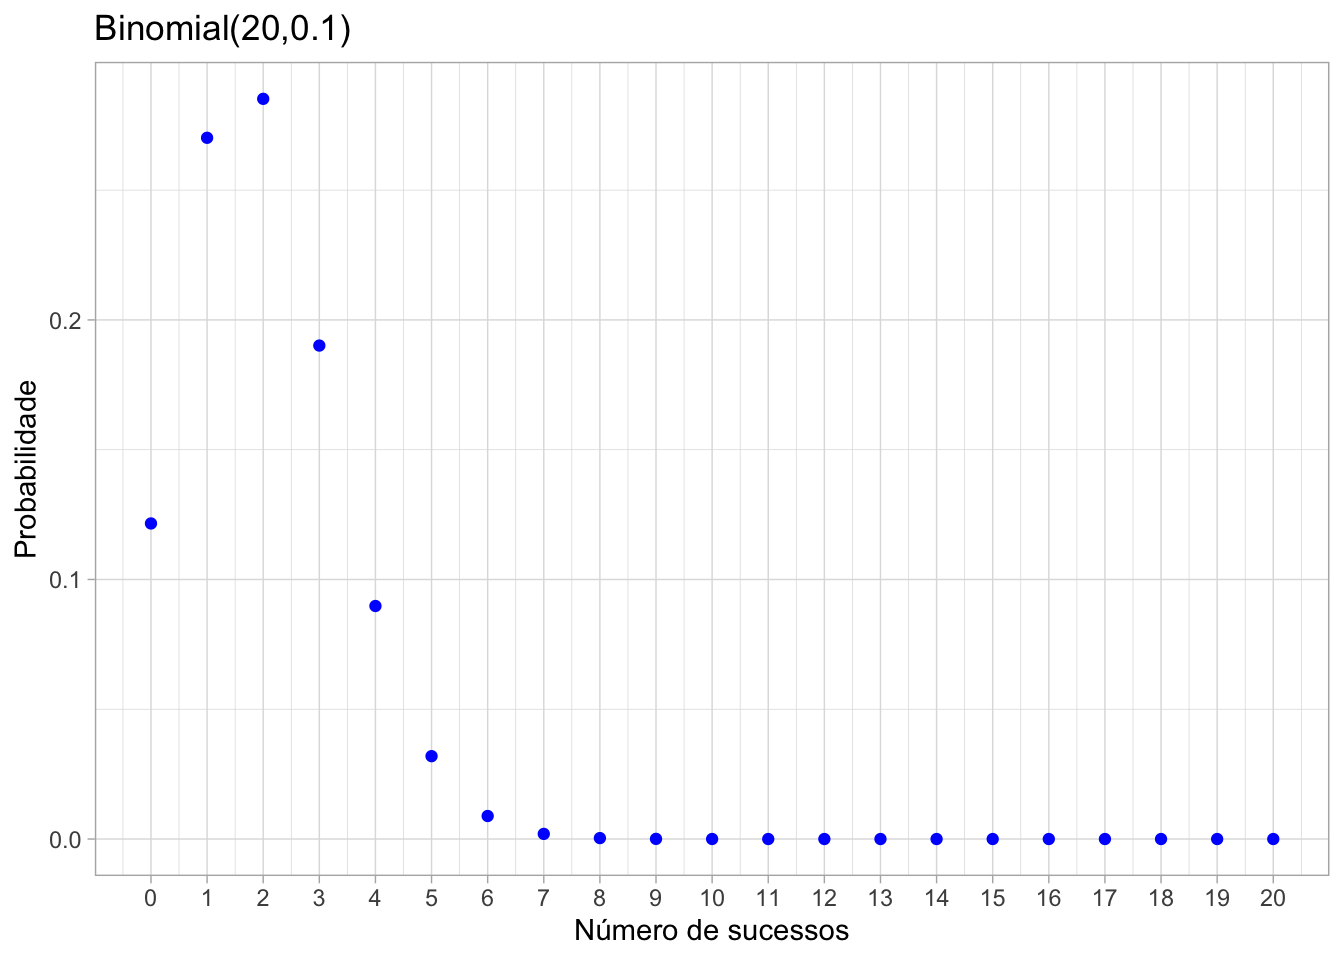 Binomial(20,0.1)
Probabilidade
0.2
0.1
0.0
0 1 2 3 4 5 6 7 8 9 10 11 12 13 14 15 16 17 18 19 20
Número de sucessos